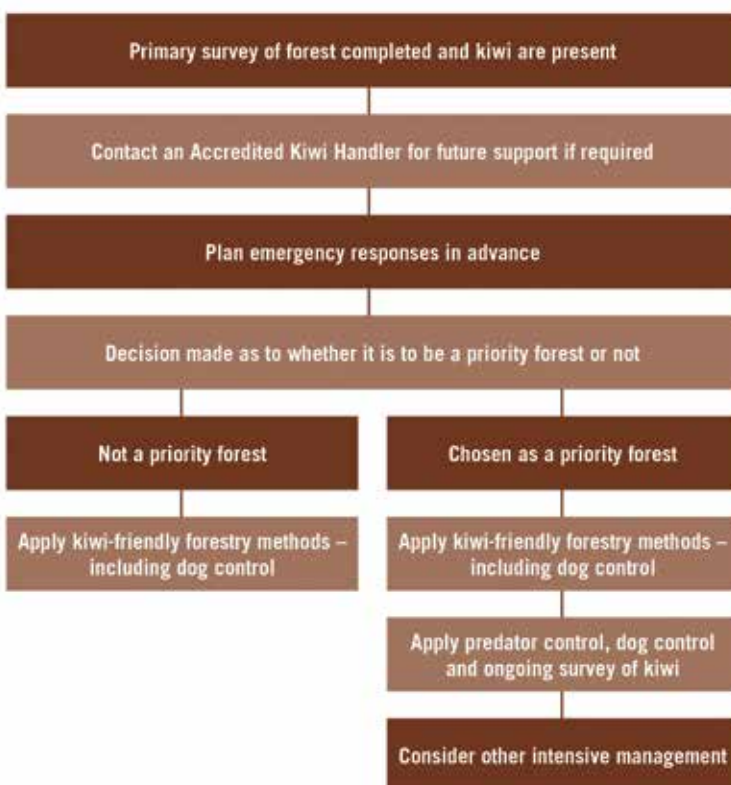 Primary survey of forest completed and kiwi are present
Contact an Accredited Kiwi Handler for future support if required
Plan emergency responses in advance
Decision made as to whether it is to be a priority forest or not
Not a priority forest
Apply kiwi-friendly forestry methods –
including dog control
Chosen as a priority forest
Apply kiwi-friendly forestry methods –
including dog control
Apply predator control, dog control
and ongoing survey of kiwi
Consider other intensive management